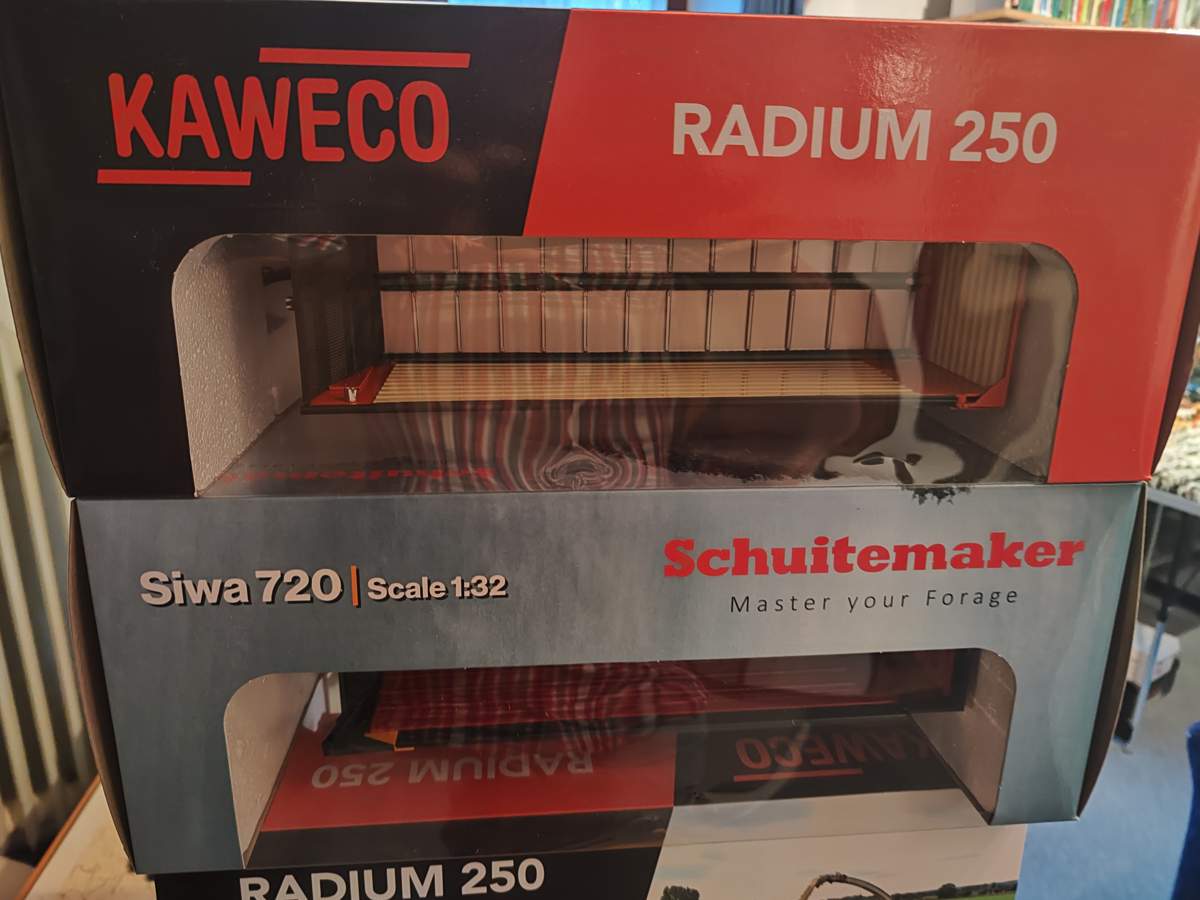 KAWECO
RADIUM 250
Siwa 720 | Scale 1:32
Schuitemaker
Master your Forage
RADIUM 250
KAWECO
RADIUM 250